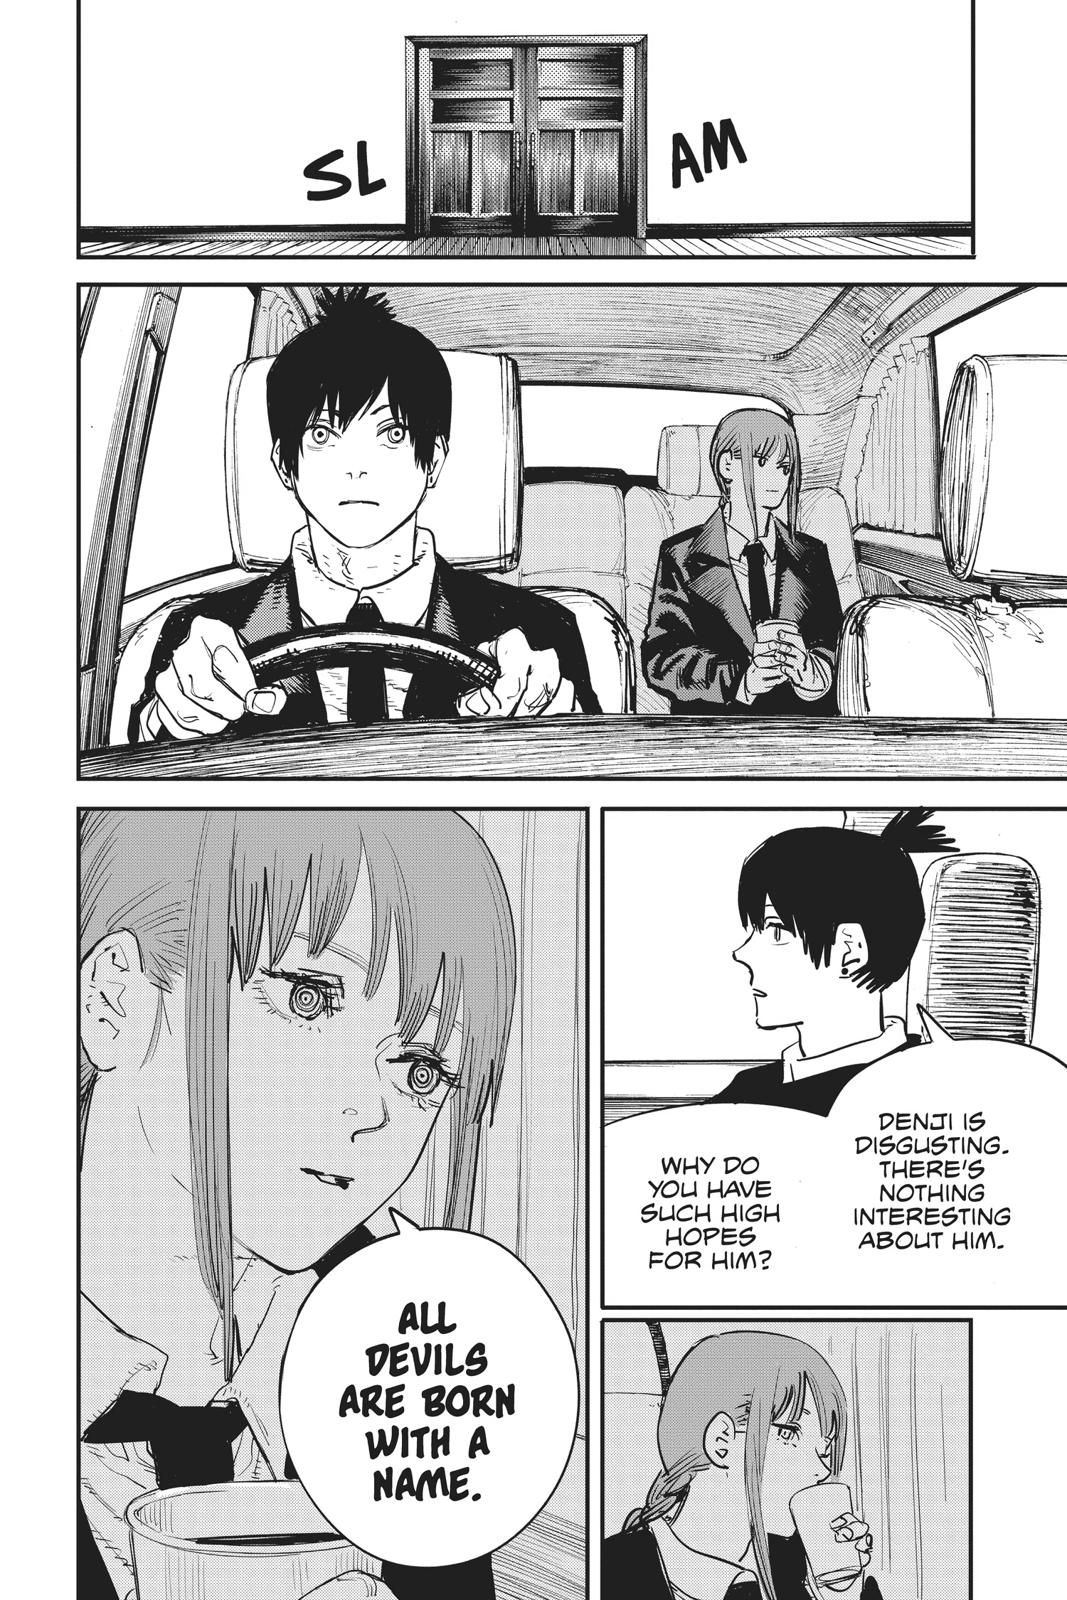 SL AM
DENJI IS
DISGUSTING.
THERE'S
NOTHING
INTERESTING
ABOUT HIM.
WHY DO
YOU HAVE
SUCH HIGH
HOPES
FOR HIM?
ALL
DEVILS
ARE BORN
WITH A
NAME.